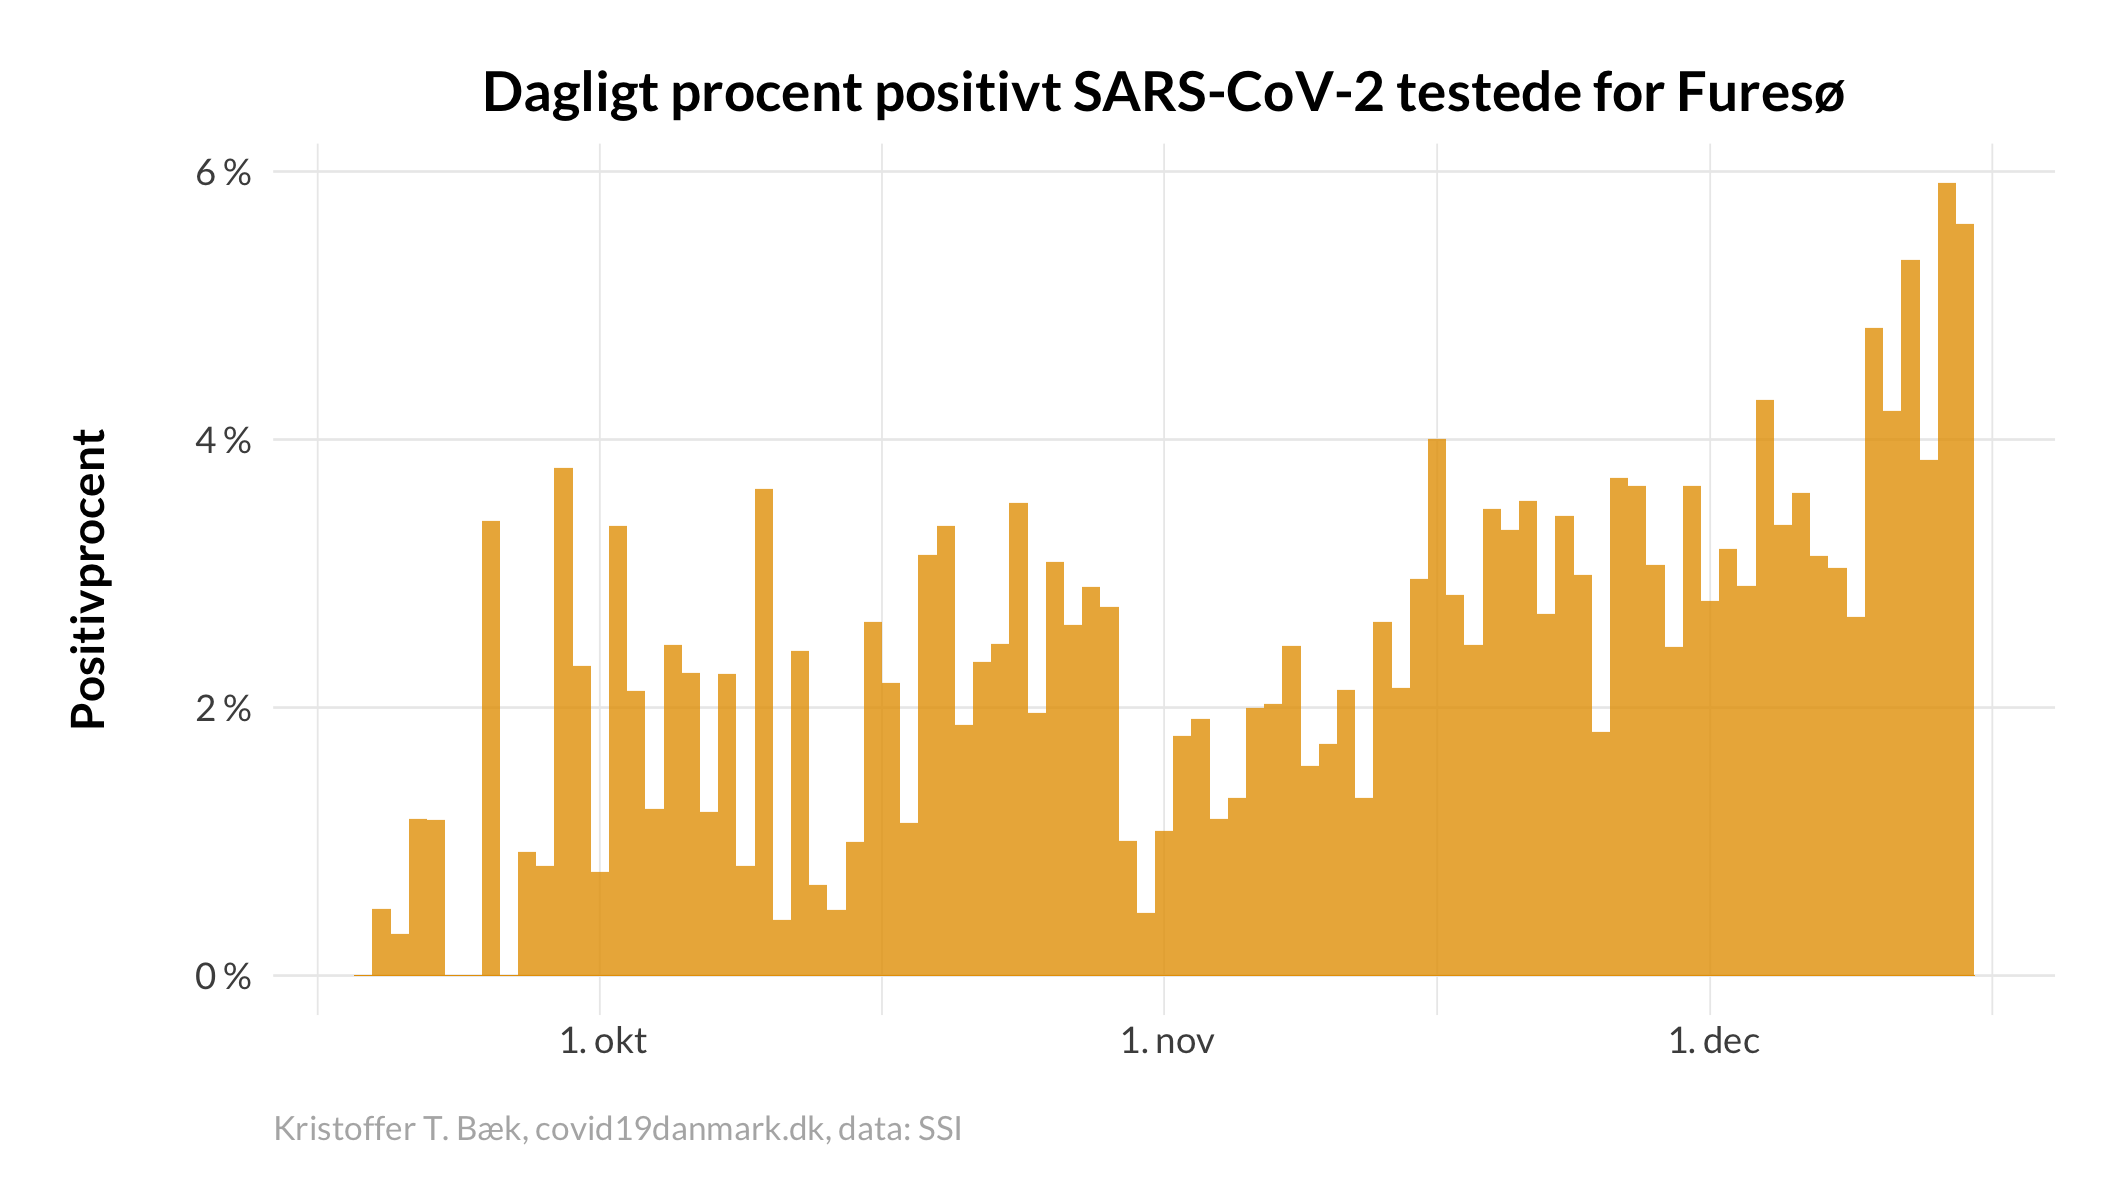 Dagligt procent positivt SARS-CoV-2 testede for Furesø
Positivprocent
6 %
4 %
2 %
0 %
1. okt
1. nov
1. dec
Kristoffer T. Bæk, covid19danmark.dk, data: SSI